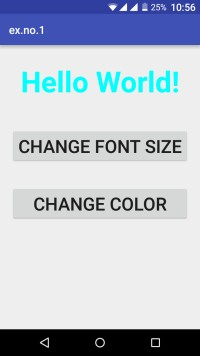 25% 10:56
ex.no.1
Hello World!
CHANGE FONT SIZE
CHANGE COLOR